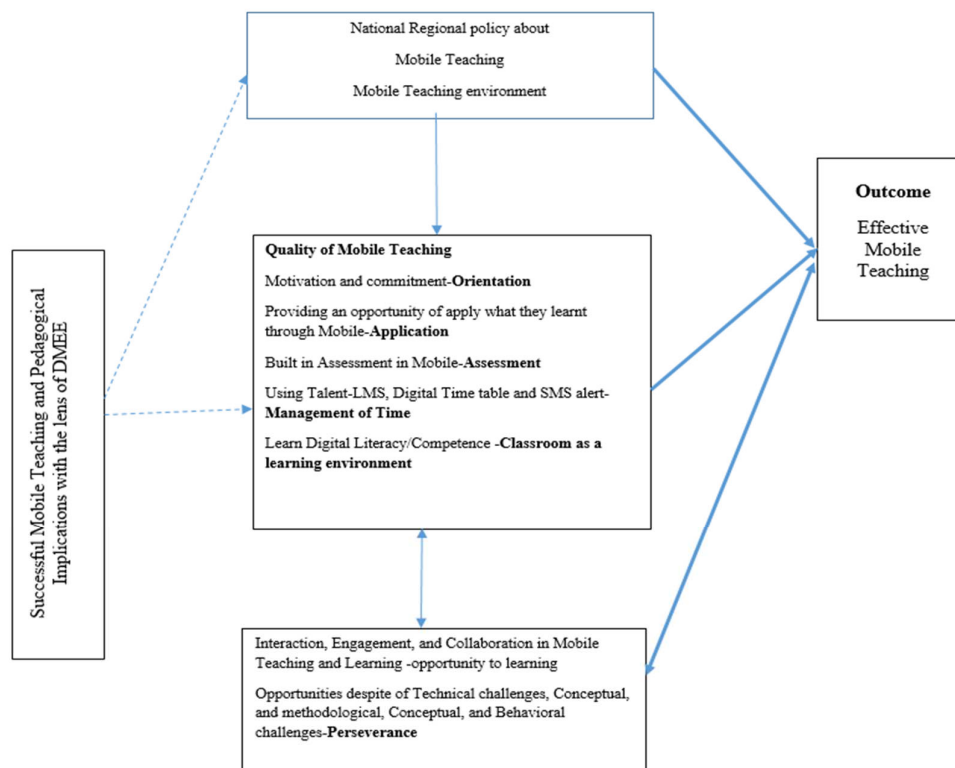 National Regional policy about
Mobile Teaching
Mobile Teaching environment
Outcome
Effective
Mobile
Teaching
Successful Mobile Teaching and Pedagogical
Implications with the lens of DMEE
Quality of Mobile Teaching
Motivation and commitment-Orientation
Providing an opportunity of apply what they learnt
through Mobile-Application
Built in Assessment in Mobile-Assessment
Using Talent-LMS, Digital Time table and SMS alert-
Management of Time
Learn Digital Literacy/Competence -Classroom as a
learning environment
Interaction, Engagement, and Collaboration in Mobile
Teaching and Learning -opportunity to learning
Opportunities despite of Technical challenges, Conceptual,
and methodological, Conceptual, and Behavioral
challenges-Perseverance